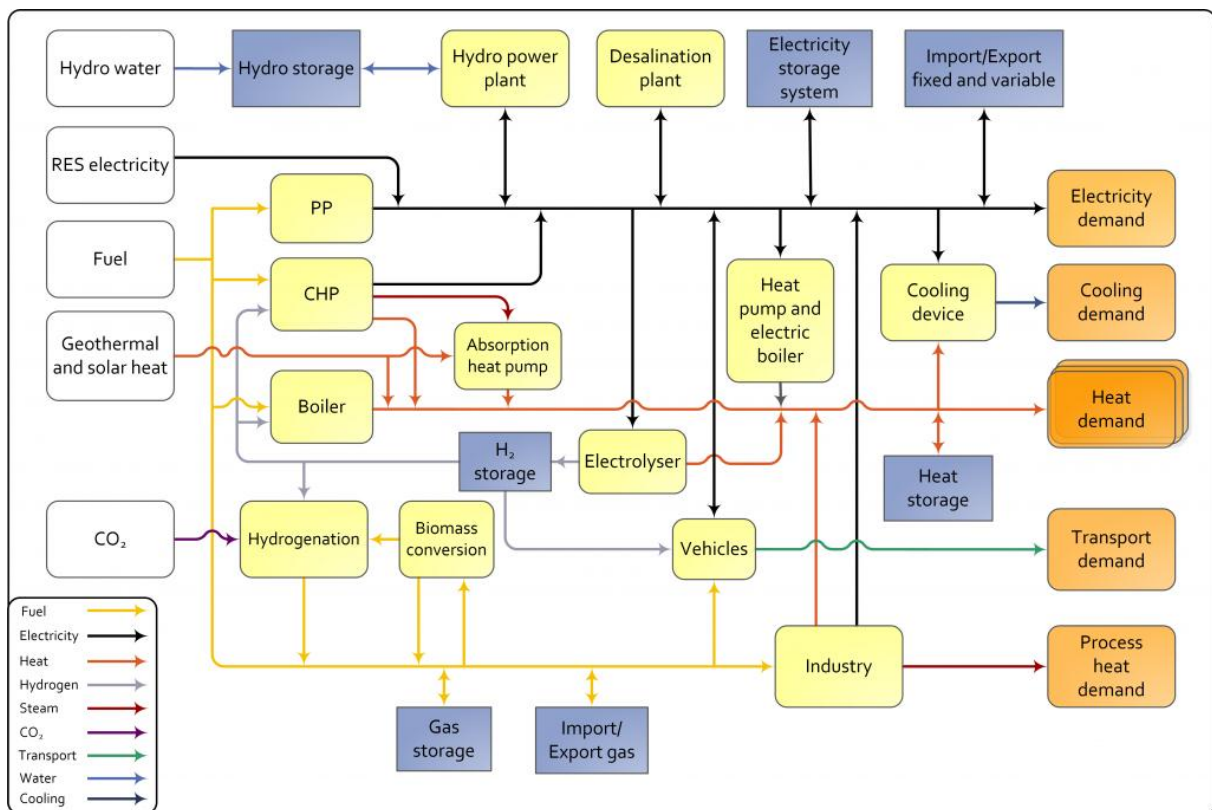 Hydro water
Hydro storage
Hydro power
plant
Desalination
plant
Electricity
storage
system
Import/Export
fixed and variable
RES electricity
PP
Electricity
demand
Fuel
CHP
Heat
pump and
electric
boiler
Cooling
device
Cooling
demand
Geothermal
and solar heat
Absorption
heat pump
Boiler
Heat
demand
H₂
storage
Electrolyser
Heat
storage
CO₂
Hydrogenation
Biomass
conversion
Vehicles
Transport
demand
Industry
Process
heat
demand
Gas
storage
Import/
Export gas
Fuel
Electricity
Heat
Hydrogen
Steam
CO₂
Transport
Water
Cooling